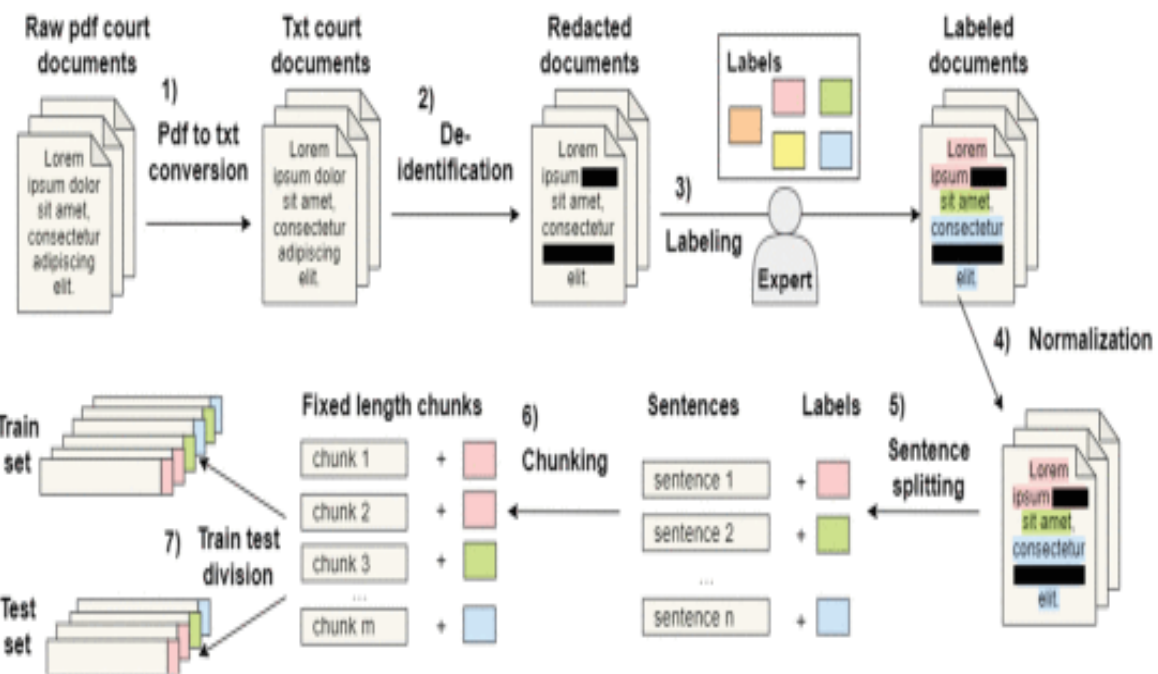 Raw pdf court
documents
1)
Pdf to txt
conversion
Lorem
ipsum dolor
sit amet,
consectetur
adipiscing
elit.
Txt court
documents
2)
De-
identification
Lorem
ipsum dolor
sit amet,
consectetur
adipiscing
elit.
Redacted
documents
Lorem
ipsum
sit amet,
consectetur
elit.
3)
Labeling
Labels
Expert
Labeled
documents
Lorem
ipsum
sit amet,
consectetur
elit.
4) Normalization
Lorem
ipsum
sit amet,
consectetur
elit.
5)
Sentence
splitting
Sentences Labels
sentence 1 +
sentence 2 +
...
sentence n +
6)
Chunking
Fixed length chunks
chunk 1 +
chunk 2 +
chunk 3 +
...
chunk m +
7) Train test
division
Train
set
Test
set